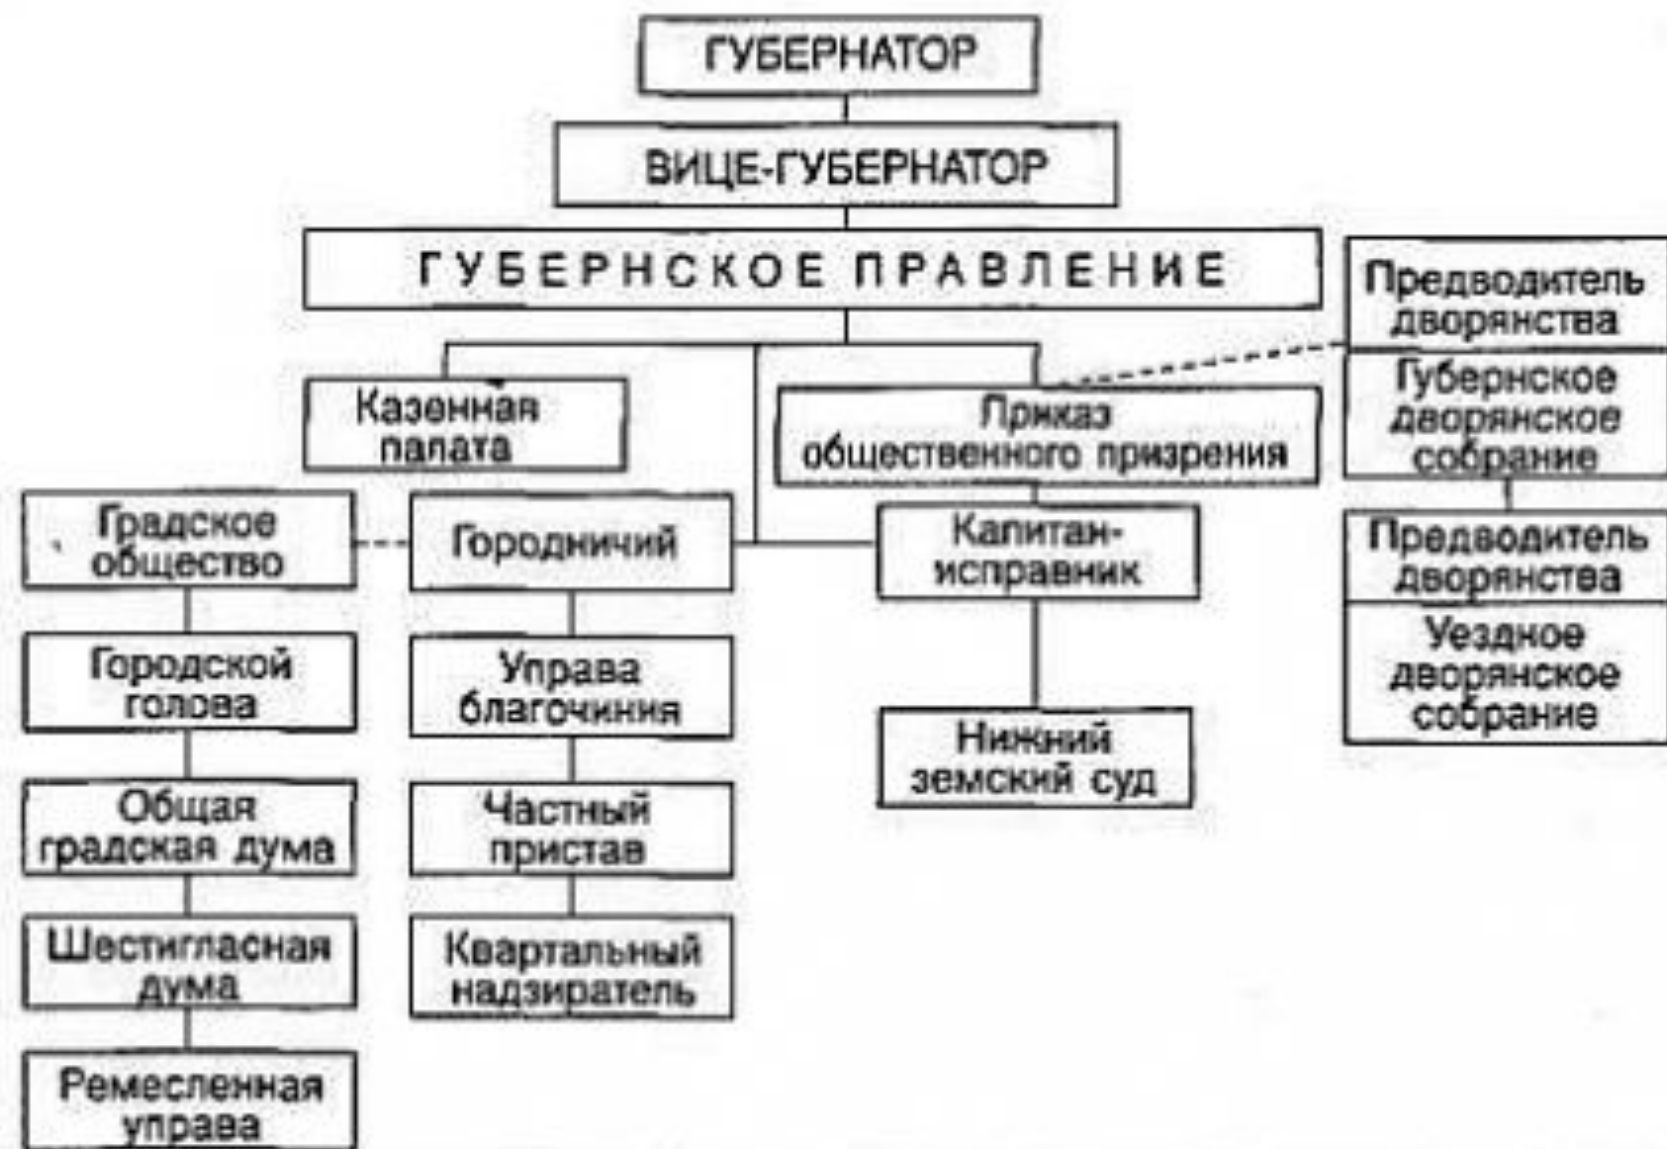 ГУБЕРНАТОР
ВИЦЕ-ГУБЕРНАТОР
ГУБЕРНСКОЕ ПРАВЛЕНИЕ
Предводитель
дворянства
Губернское
дворянское
собрание
Казенная
палата
Приказ
общественного призрения
Градское
общество
Городничий
Капитан-
исправник
Предводитель
дворянства
Уездное
дворянское
собрание
Городской
голова
Управа
благочиния
Нижний
земский суд
Общая
градская дума
Частный
пристав
Шестигласная
дума
Квартальный
надзиратель
Ремесленная
управа